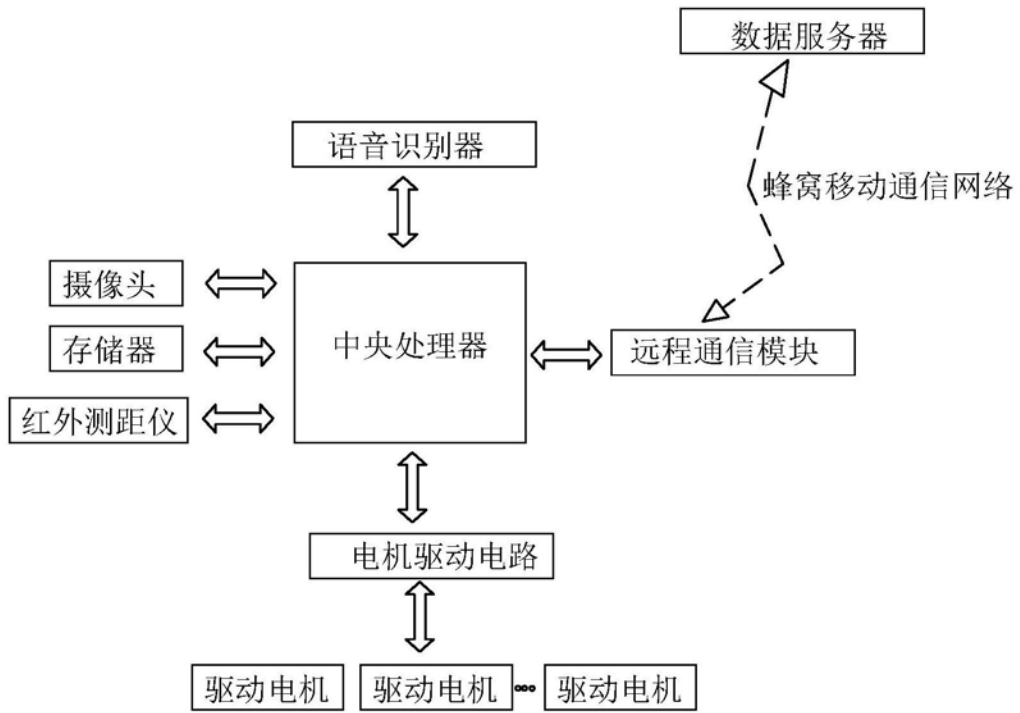 数据服务器
语音识别器
蜂窝移动通信网络
摄像头
存储器
中央处理器
远程通信模块
红外测距仪
电机驱动电路
驱动电机 驱动电机 驱动电机